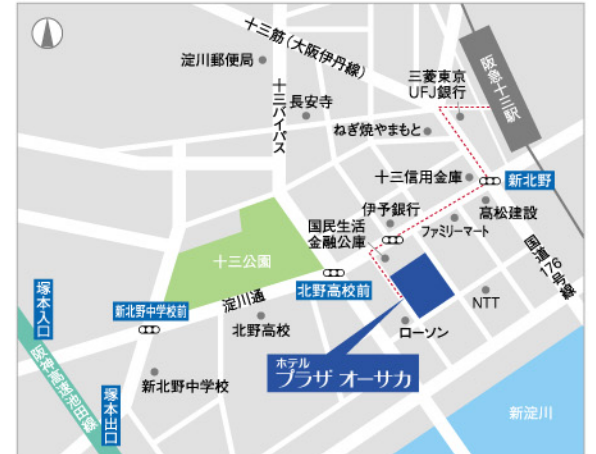 十三筋（大阪伊丹線）
淀川郵便局
三菱東京
UFJ銀行
阪急十三駅
十三バイパス
長安寺
ねぎ焼やまもと
十三信用金庫
新北野
伊予銀行
高松建設
国民生活
金融公庫
ファミリーマート
国道176号線
十三公園
北野高校前
淀川通
NTT
塚本入口
新北野中学校前
北野高校
ローソン
ホテル
プラザ オーサカ
阪神高速池田線
新北野中学校
塚本出口
新淀川